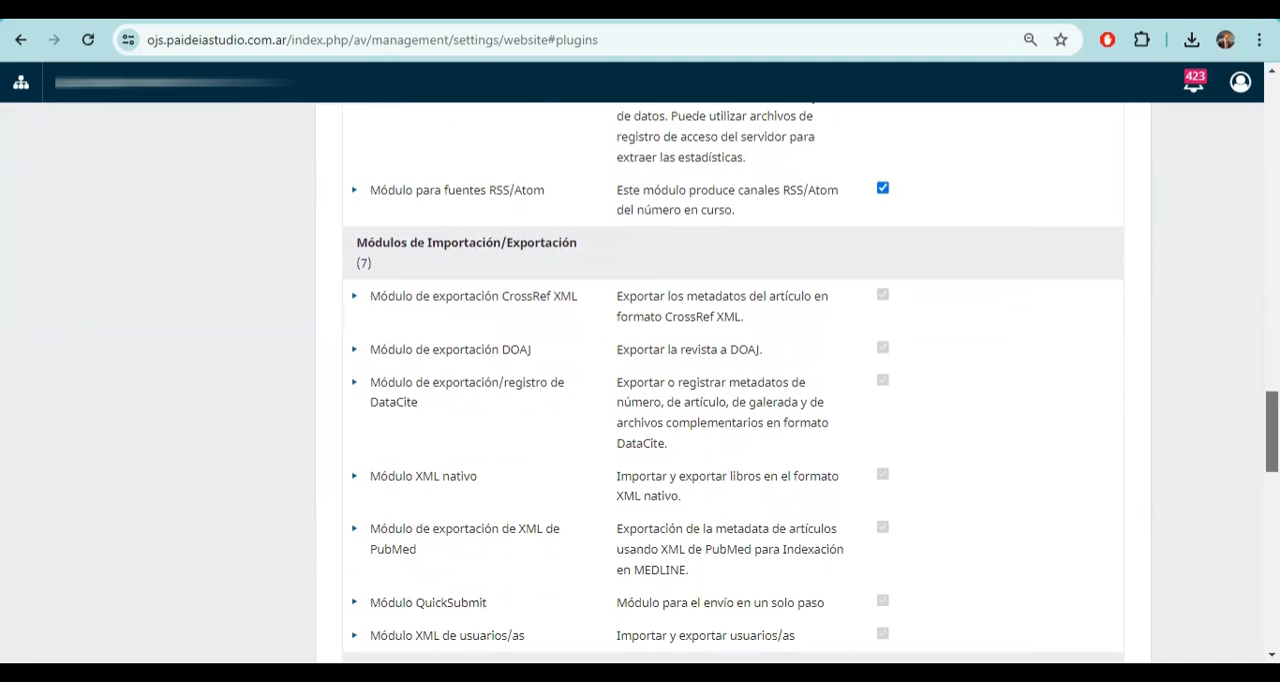 ojs.paideiastudio.com.ar/index.php/av/management/settings/website#plugins
423
de datos. Puede utilizar archivos de
registro de acceso del servidor para
extraer las estadísticas.
Módulo para fuentes RSS/Atom
Este módulo produce canales RSS/Atom
del número en curso.
Módulos de Importación/Exportación
(7)
Módulo de exportación CrossRef XML
Exportar los metadatos del artículo en
formato CrossRef XML.
Módulo de exportación DOAJ
Exportar la revista a DOAJ.
Módulo de exportación/registro de
DataCite
Exportar o registrar metadatos de
número, de artículo, de galerada y de
archivos complementarios en formato
DataCite.
Módulo XML nativo
Importar y exportar libros en el formato
XML nativo.
Módulo de exportación de XML de
PubMed
Exportación de la metadata de artículos
usando XML de PubMed para Indexación
en MEDLINE.
Módulo QuickSubmit
Módulo para el envío en un solo paso
Módulo XML de usuarios/as
Importar y exportar usuarios/as